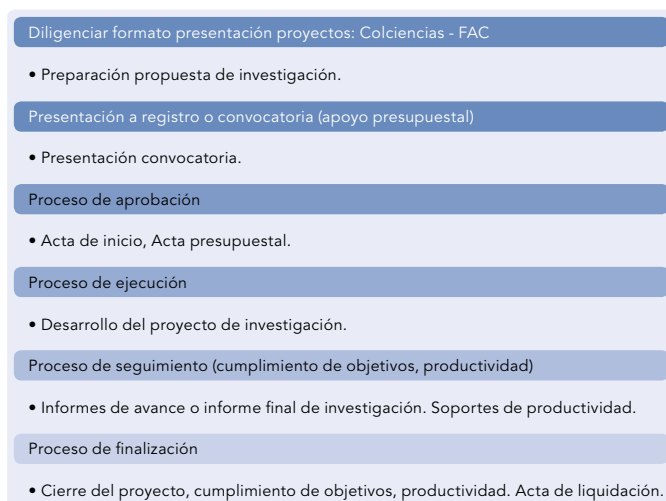 Diligenciar formato presentación proyectos: Colciencias - FAC
• Preparación propuesta de investigación.
Presentación a registro o convocatoria (apoyo presupuestal)
• Presentación convocatoria.
Proceso de aprobación
• Acta de inicio, Acta presupuestal.
Proceso de ejecución
• Desarrollo del proyecto de investigación.
Proceso de seguimiento (cumplimiento de objetivos, productividad)
• Informes de avance o informe final de investigación. Soportes de productividad.
Proceso de finalización
• Cierre del proyecto, cumplimiento de objetivos, productividad. Acta de liquidación.